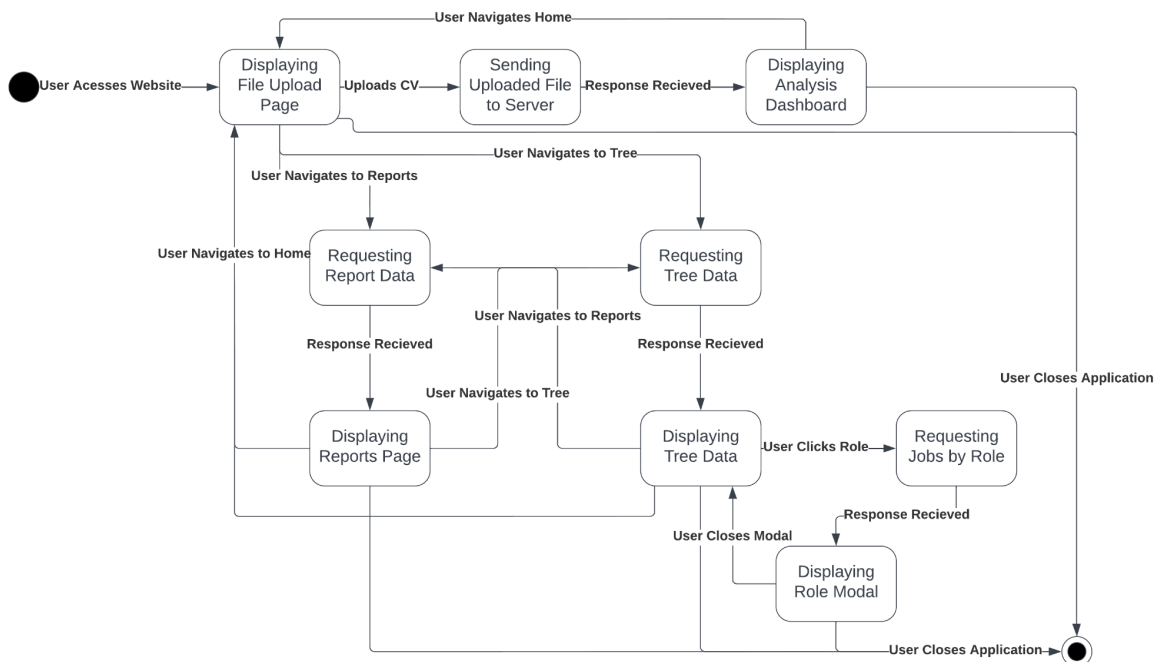 User Navigates Home
Displaying
File Upload
Page
Sending
Uploaded File
to Server
Displaying
Analysis
Dashboard
User Acesses Website
Uploads CV
Response Recieved
User Navigates to Tree
User Navigates to Reports
User Navigates to Home
Requesting
Report Data
Requesting
Tree Data
User Navigates to Reports
Response Recieved
Response Recieved
User Closes Application
User Navigates to Tree
Displaying
Reports Page
Displaying
Tree Data
User Clicks Role
Requesting
Jobs by Role
Response Recieved
User Closes Modal
Displaying
Role Modal
User Closes Application